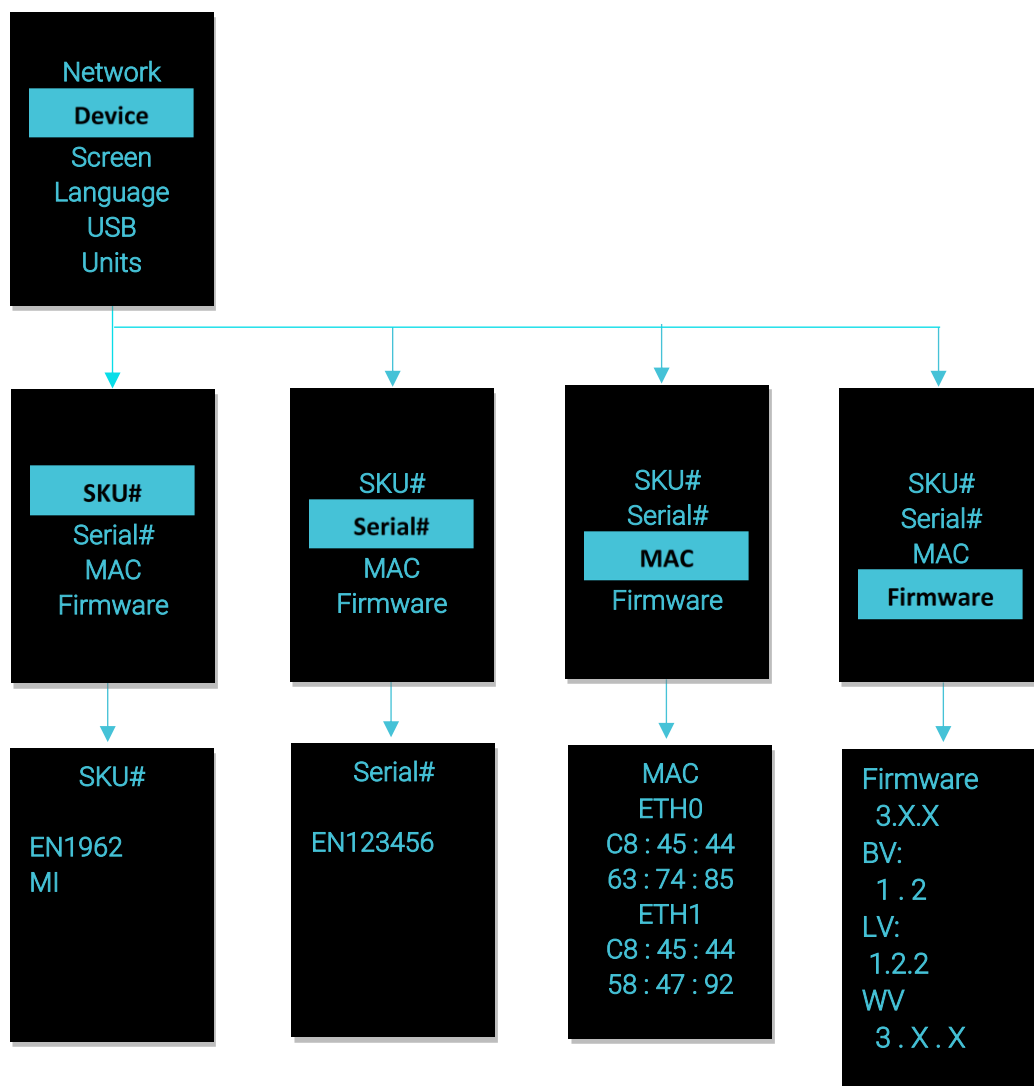 Network
Device
Screen
Language
USB
Units
SKU#
Serial#
MAC
Firmware
SKU#
Serial#
MAC
Firmware
SKU#
Serial#
MAC
Firmware
SKU#
Serial#
MAC
Firmware
SKU#
EN1962
MI
Serial#
EN123456
MAC
ETH0
C8 : 45 : 44
63 : 74 : 85
ETH1
C8 : 45 : 44
58 : 47 : 92
Firmware
3.X.X
BV:
1 . 2
LV:
1.2.2
WV
3 . X . X